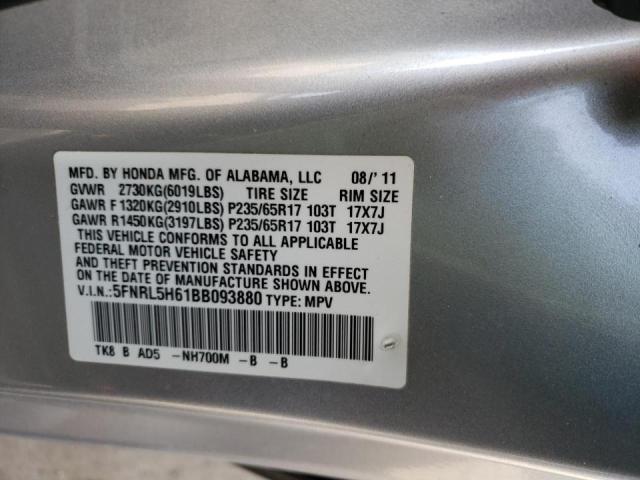 MFD. BY HONDA MFG. OF ALABAMA, LLC 08/'11
GVWR 2730KG(6019LBS) TIRE SIZE RIM SIZE
GAWR F 1320KG(2910LBS) P235/65R17 103T 17X7J
GAWR R1450KG(3197LBS) P235/65R17 103T 17X7J
THIS VEHICLE CONFORMS TO ALL APPLICABLE
FEDERAL MOTOR VEHICLE SAFETY, BUMPER,
AND THEFT PREVENTION STANDARDS IN EFFECT
ON THE DATE OF MANUFACTURE SHOWN ABOVE.
V.I.N.:5FNRL5H61BB093880 TYPE: MPV
TK8 B AD5 -NH700M -B -B